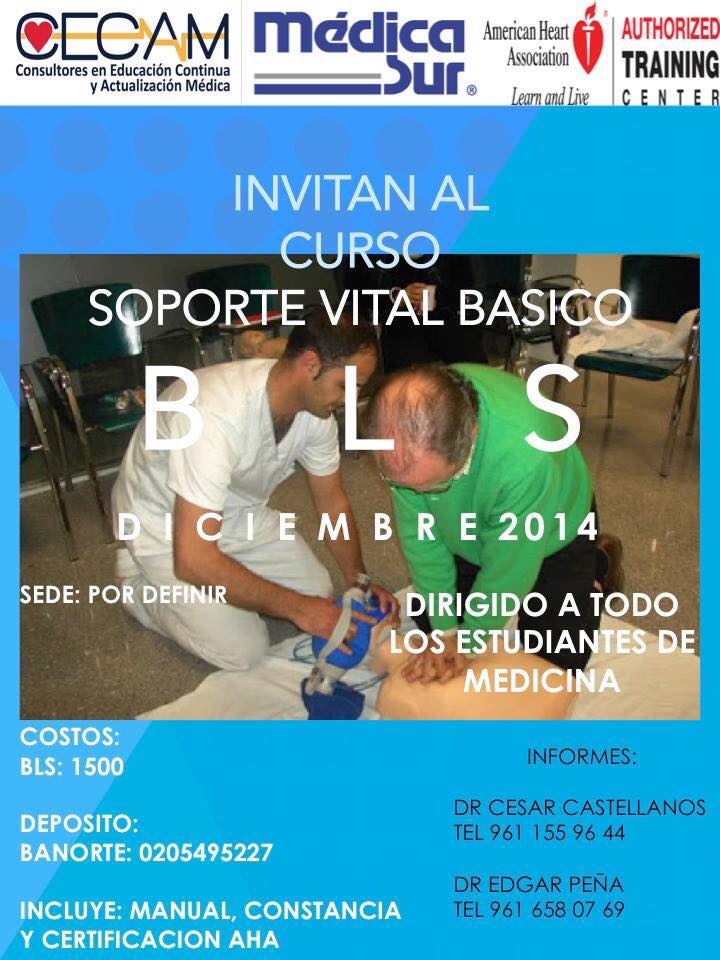 CECAM
Consultores en Educación Continua
y Actualización Médica
médica
Sur®
American Heart
Association®
Learn and Live
AUTHORIZED
TRAINING
CENTER
INVITAN AL
CURSO
SOPORTE VITAL BASICO
B L S
DICIEMBRE 2014
SEDE: POR DEFINIR
DIRIGIDO A TODO
LOS ESTUDIANTES DE
MEDICINA
COSTOS:
BLS: 1500
DEPOSITO:
BANORTE: 0205495227
INCLUYE: MANUAL, CONSTANCIA
Y CERTIFICACION AHA
INFORMES:
DR CESAR CASTELLANOS
TEL 961 155 96 44
DR EDGAR PEÑA
TEL 961 658 07 69